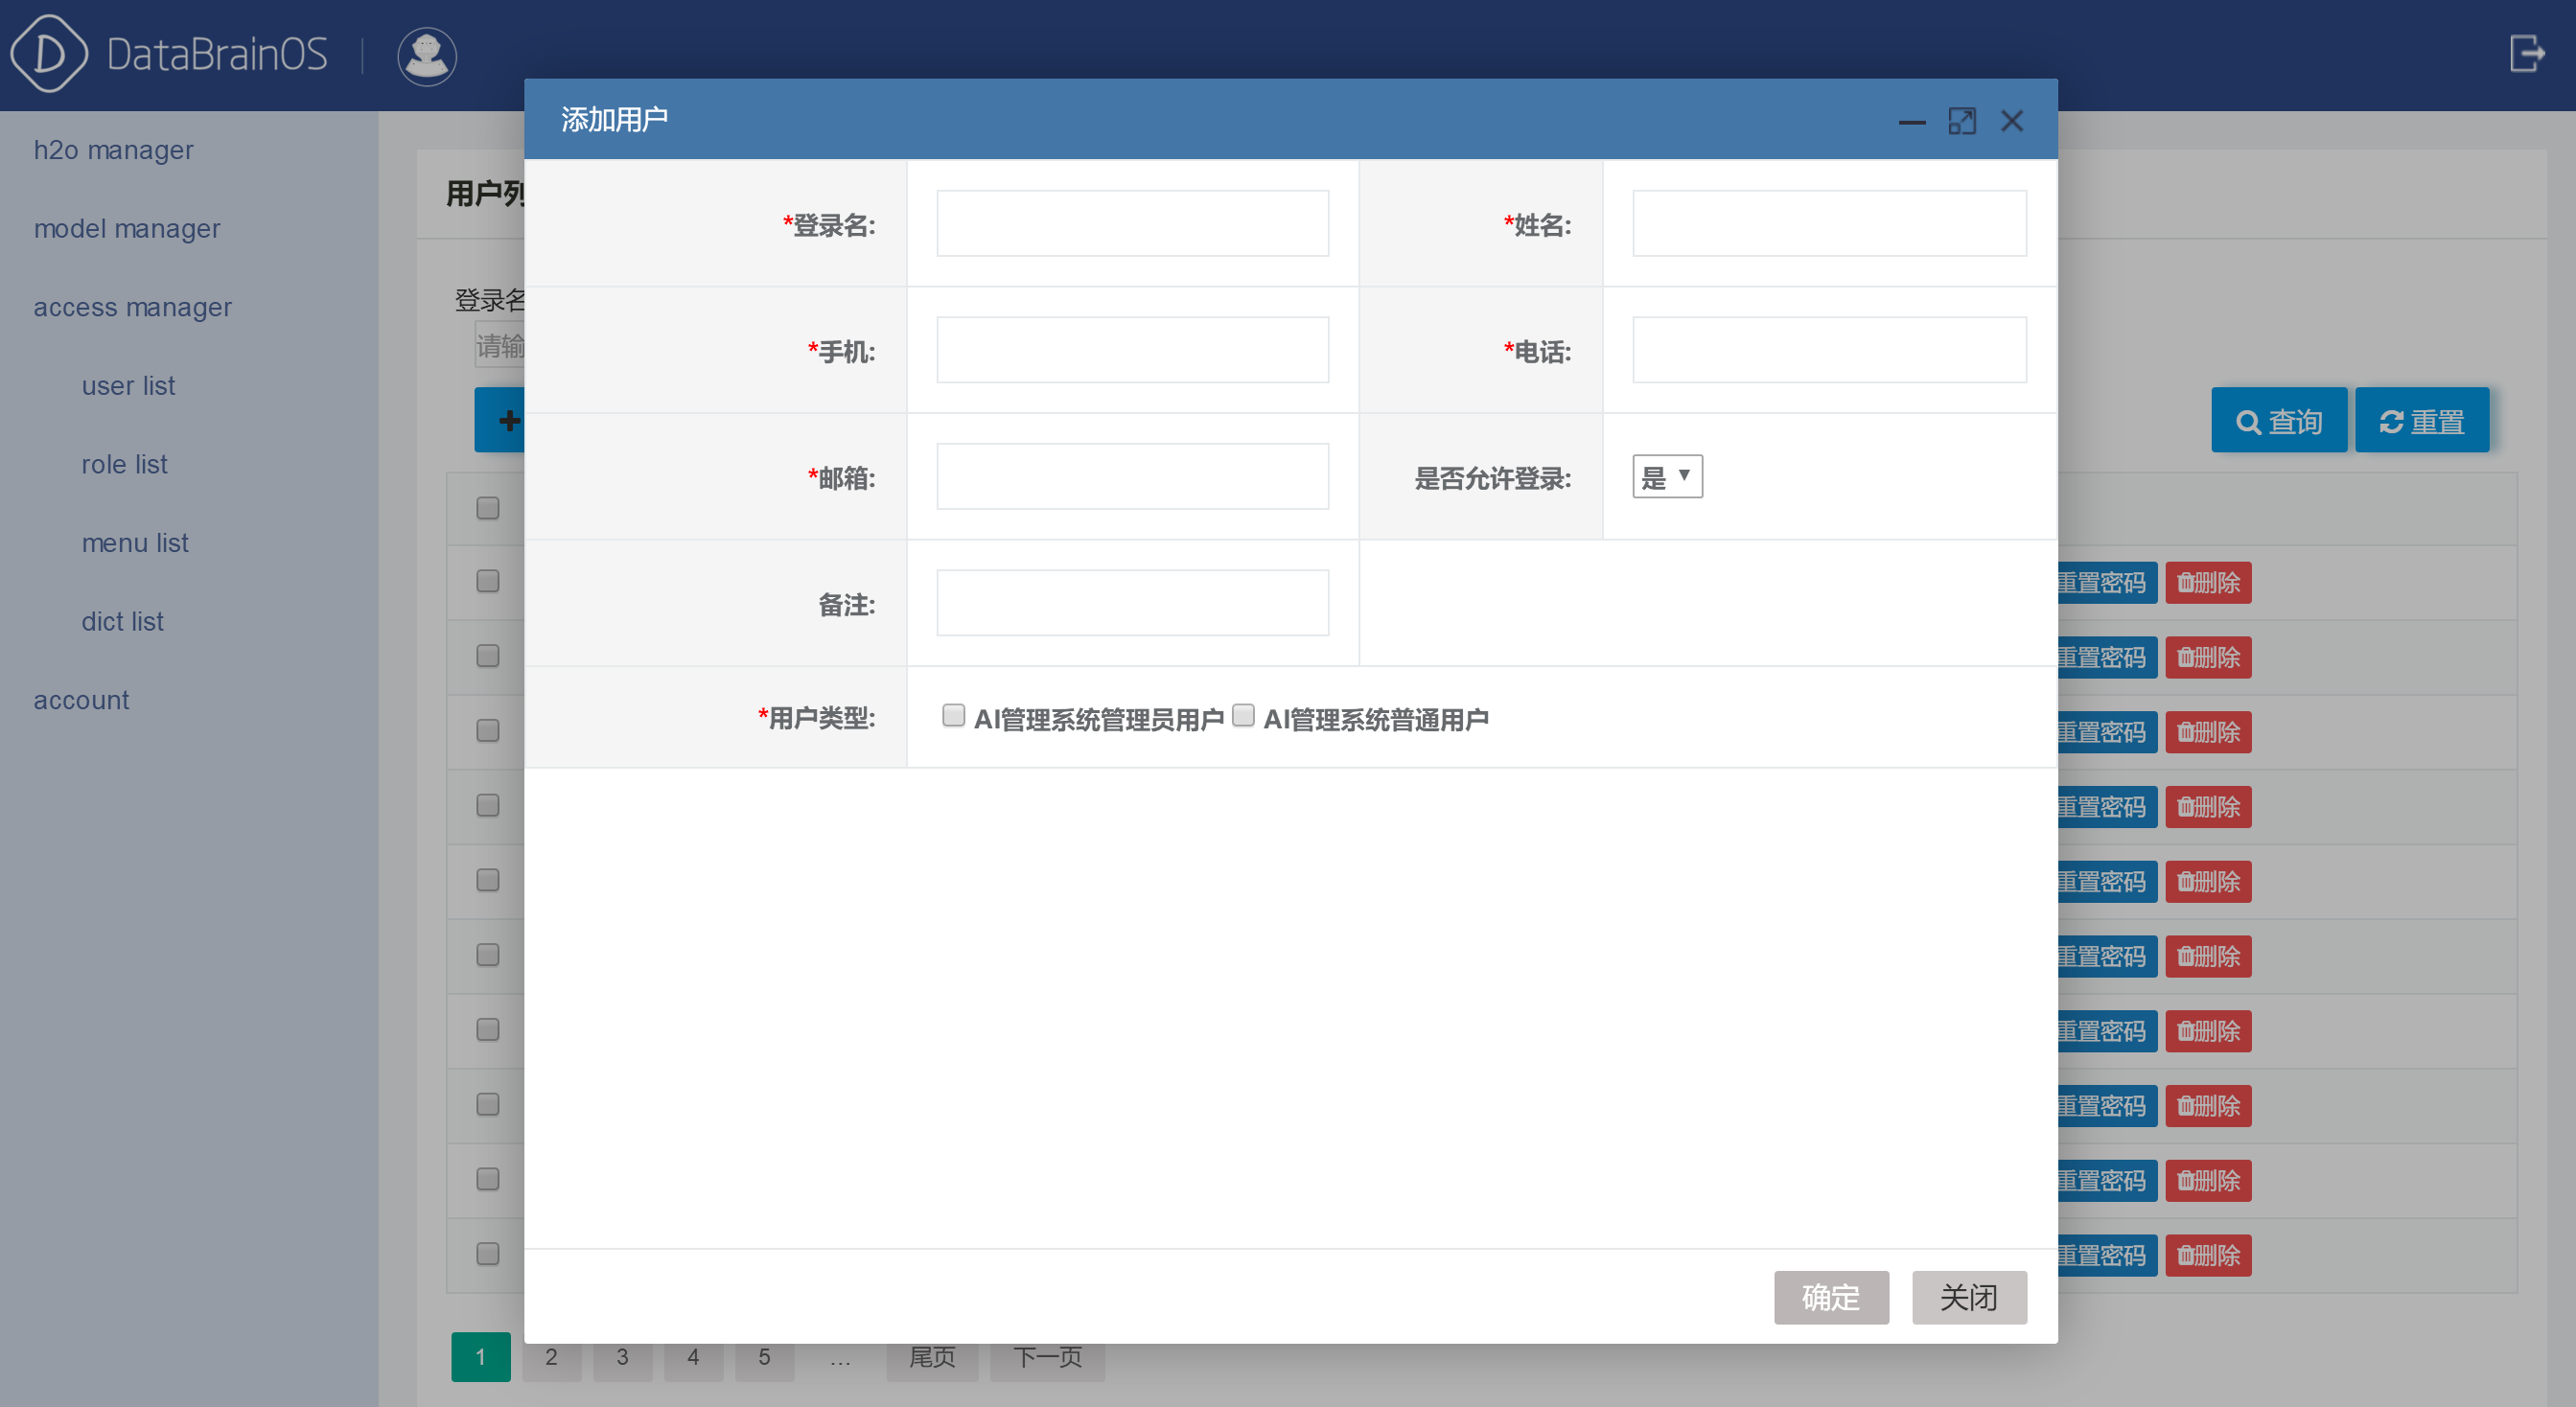 DataBrainOS
添加用户
h2o manager
model manager
access manager
user list
role list
menu list
dict list
account
用户列
登录名
请输
*登录名:
*姓名:
*手机:
*电话:
*邮箱:
是否允许登录:
是
备注:
*用户类型:
AI管理系统管理员用户
AI管理系统普通用户
查询
重置
重置密码 删除
重置密码 删除
重置密码 删除
重置密码 删除
重置密码 删除
重置密码 删除
重置密码 删除
重置密码 删除
重置密码 删除
重置密码 删除
确定
关闭
1 2 3 4 5 … 尾页 下一页